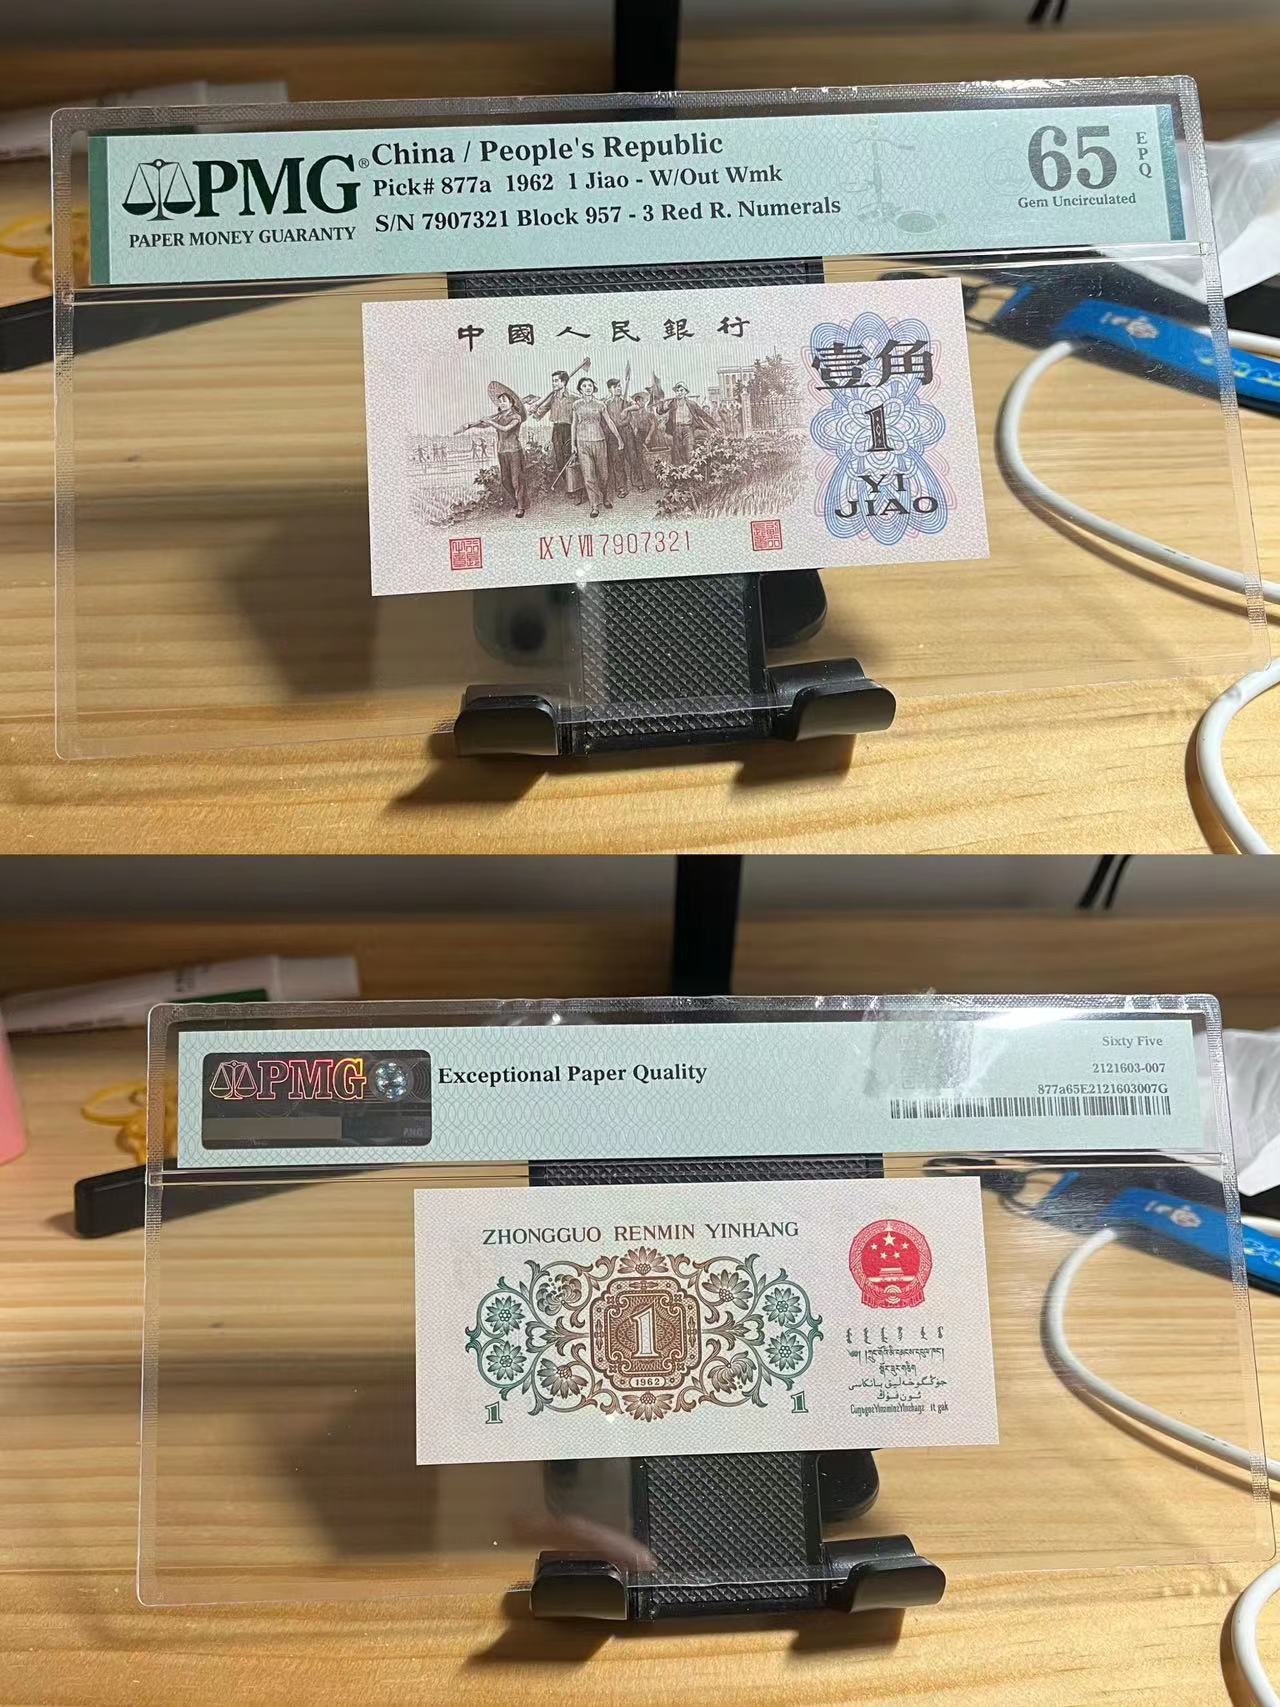 PMG®
PAPER MONEY GUARANTY
China / People's Republic
Pick# 877a 1962 1 Jiao - W/Out Wmk
S/N 7907321 Block 957 - 3 Red R. Numerals
65
EPQ
Gem Uncirculated
中國人民銀行
壹角
1
YI
JIAO
IX V VII 7907321
PMG
Exceptional Paper Quality
Sixty Five
2121603-007
877a65E2121603007G
ZHONGGUO RENMIN YINHANG
1
1962
1
1